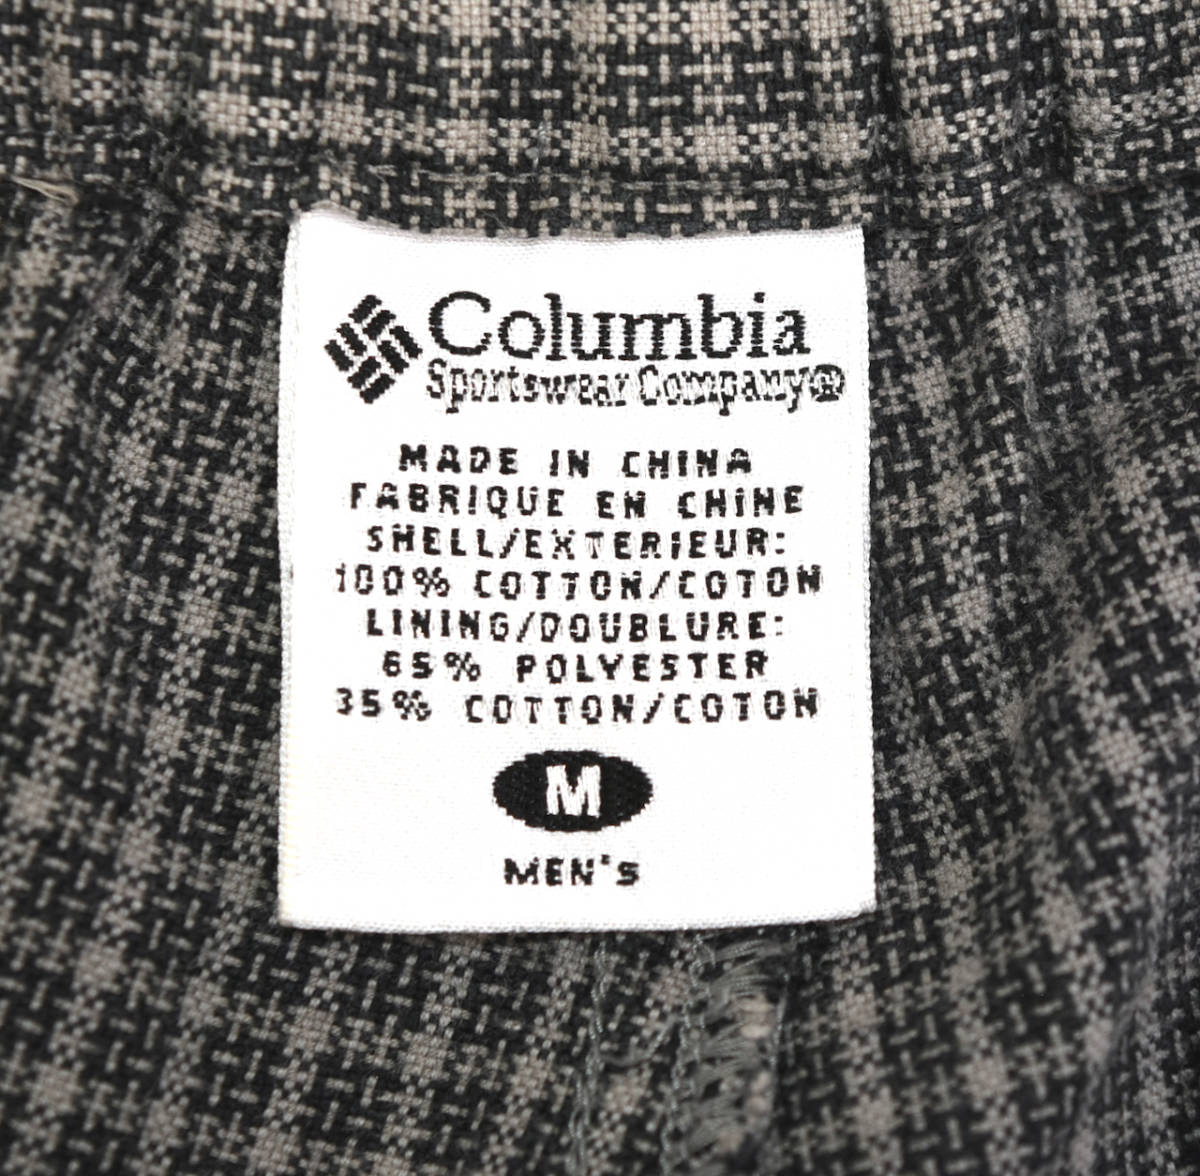 Columbia
Sportswear Company®
MADE IN CHINA
FABRIQUE EN CHINE
SHELL/EXTERIEUR:
100% COTTON/COTON
LINING/DOUBLURE:
65% POLYESTER
35% COTTON/COTON
M
MEN'S